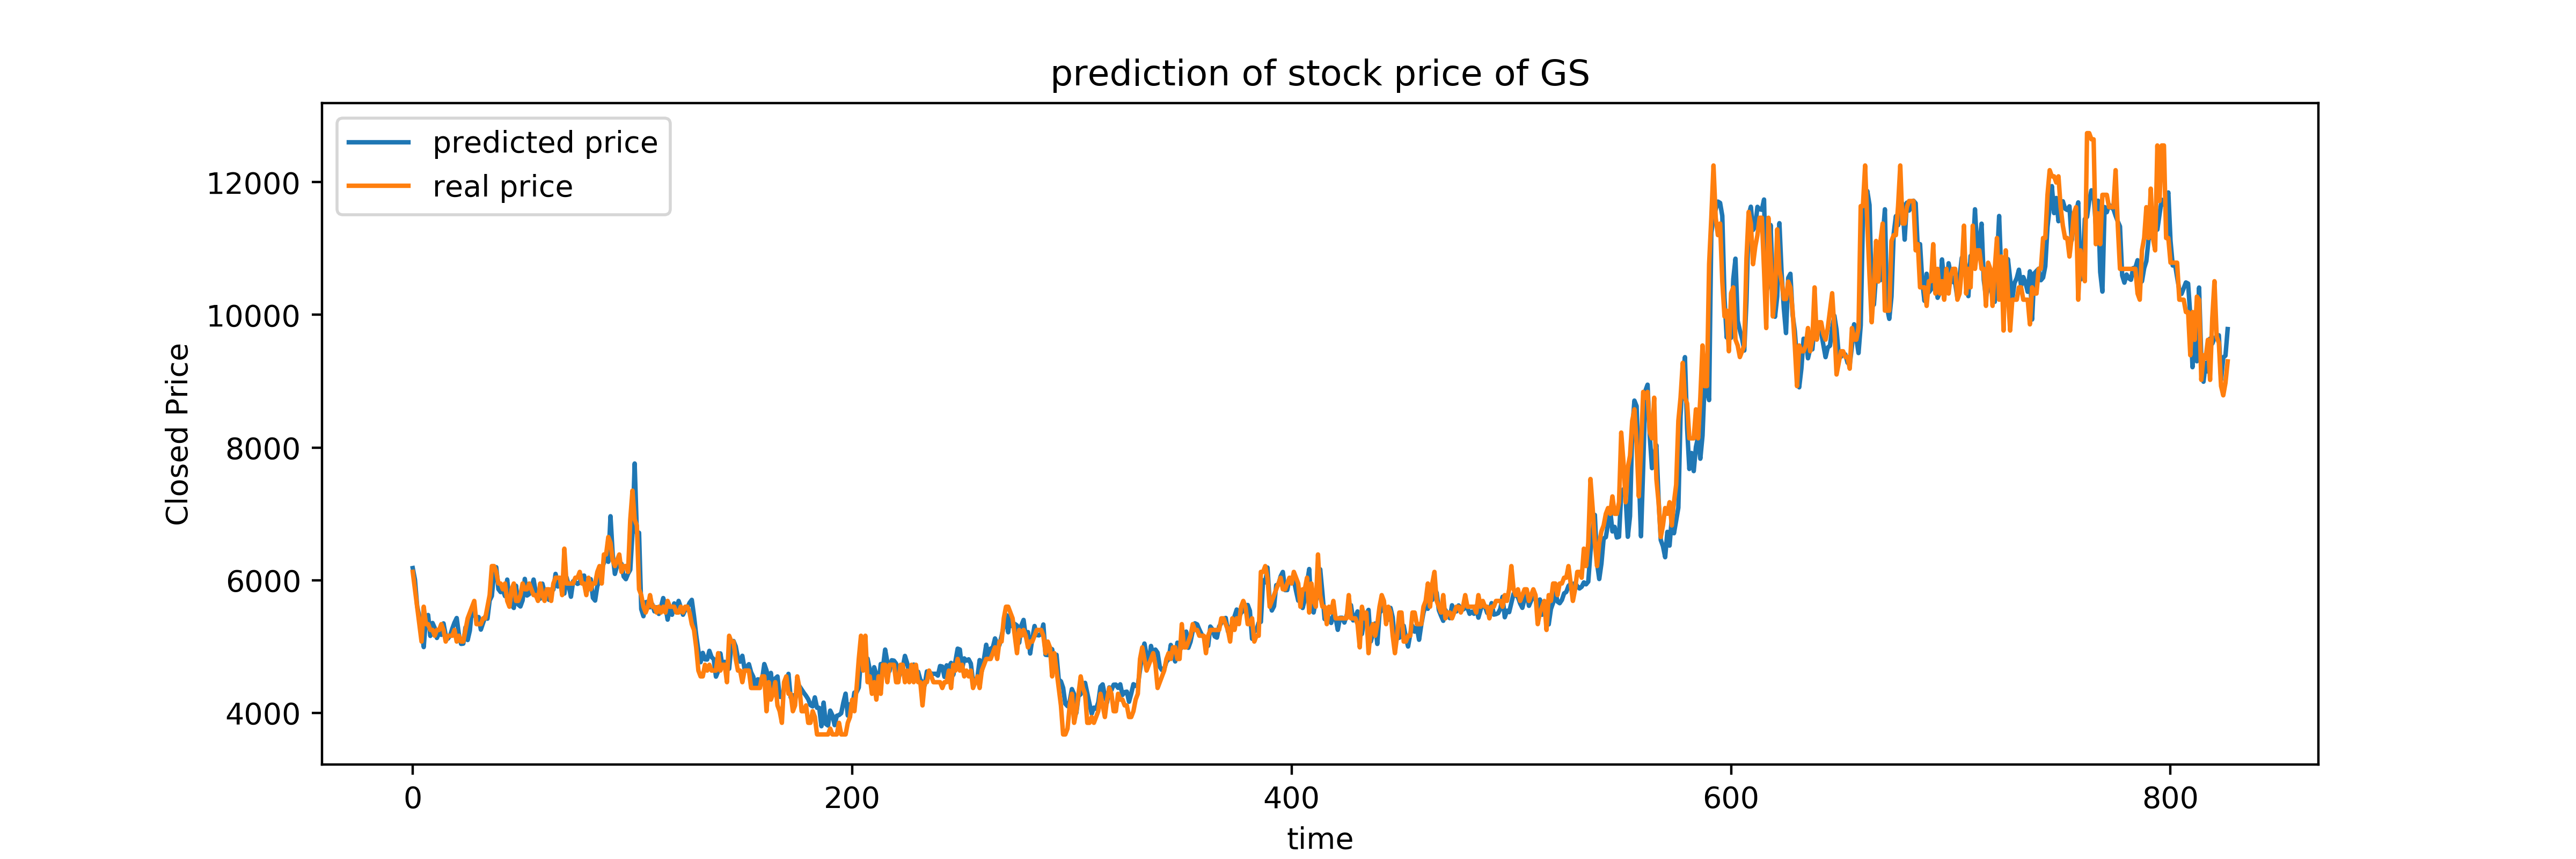 prediction of stock price of GS
predicted price
real price
12000
10000
8000
6000
4000
Closed Price
0
200
400
600
800
time